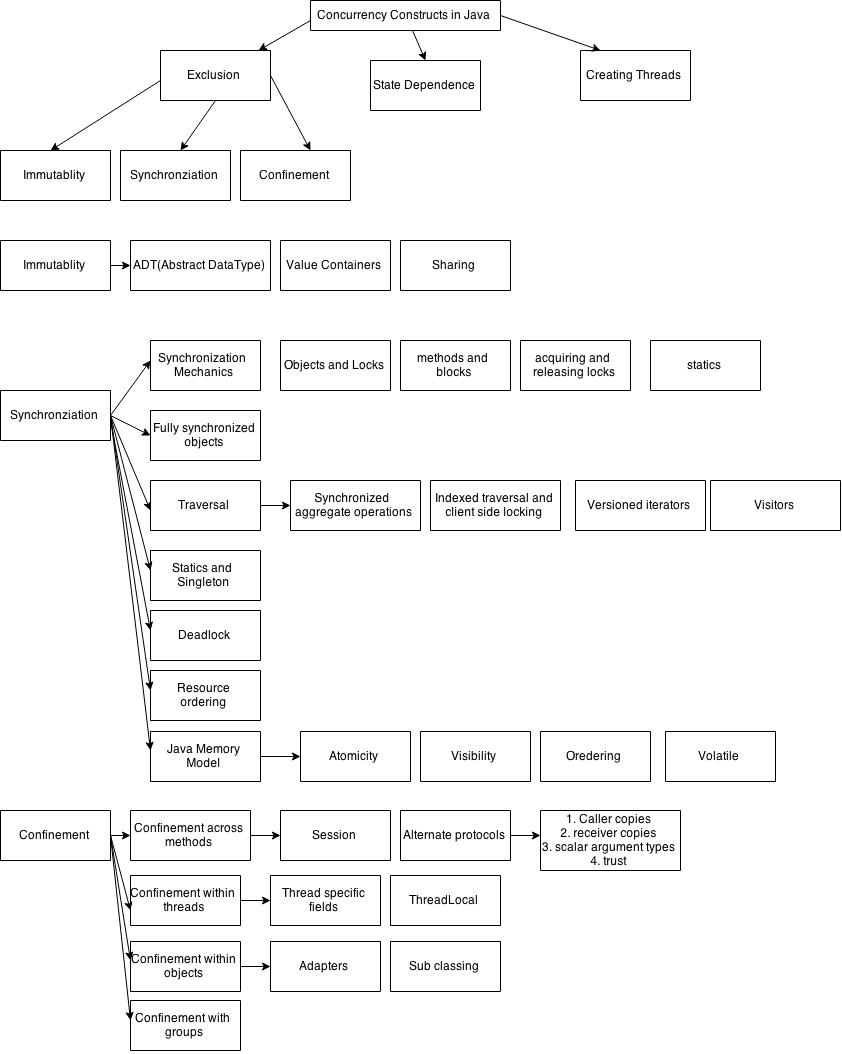 Concurrency Constructs in Java
Exclusion
State Dependence
Creating Threads
Immutablity
Synchronziation
Confinement
Immutablity
ADT(Abstract DataType)
Value Containers
Sharing
Synchronization
Mechanics
Objects and Locks
methods and
blocks
acquiring and
releasing locks
statics
Synchronziation
Fully synchronized
objects
Traversal
Synchronized
aggregate operations
Indexed traversal and
client side locking
Versioned iterators
Visitors
Statics and
Singleton
Deadlock
Resource
ordering
Java Memory
Model
Atomicity
Visibility
Oredering
Volatile
Confinement
Confinement across
methods
Session
Alternate protocols
1. Caller copies
2. receiver copies
3. scalar argument types
4. trust
Confinement within
threads
Thread specific
fields
ThreadLocal
Confinement within
objects
Adapters
Sub classing
Confinement with
groups